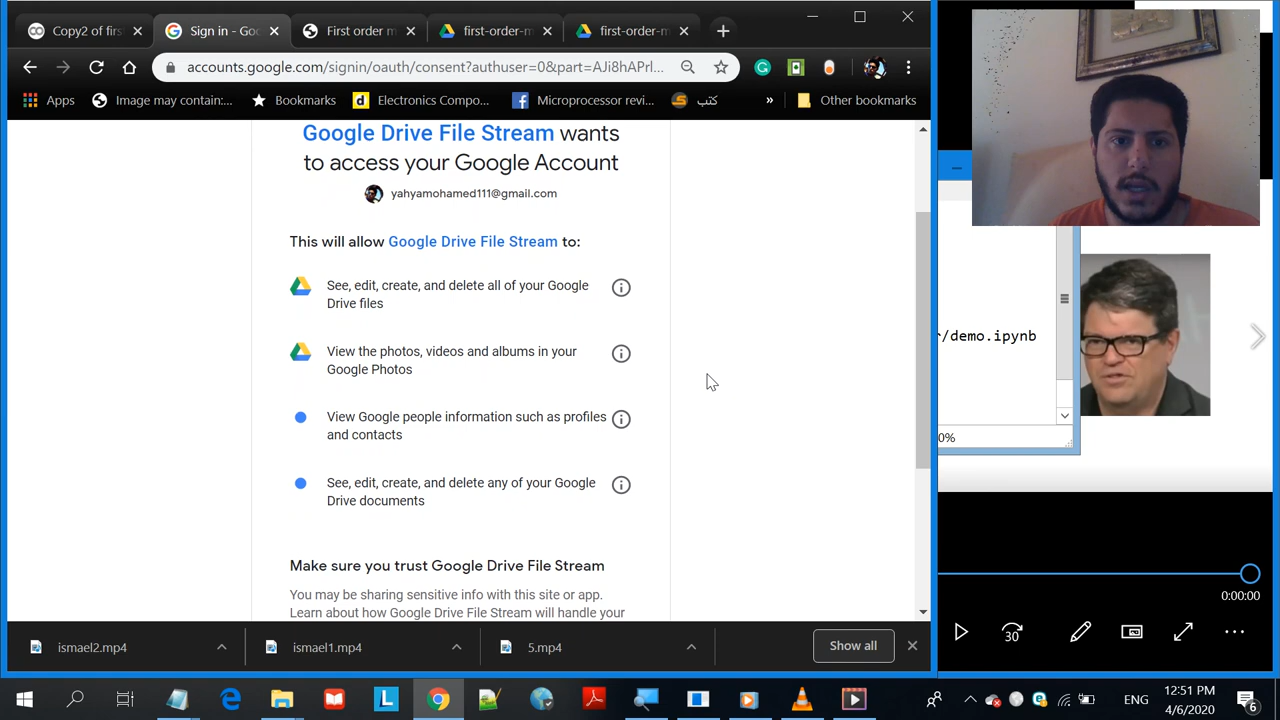 Copy2 of firs
Sign in - Goo
First order m
first-order-m
first-order-m
accounts.google.com/signin/oauth/consent?authuser=0&part=AJi8hAPrl...
Apps
Image may contain:...
Bookmarks
Electronics Compo...
Microprocessor revi...
كتب
»
Other bookmarks
Google Drive File Stream wants
to access your Google Account
yahyamohamed111@gmail.com
This will allow Google Drive File Stream to:
See, edit, create, and delete all of your Google
Drive files
View the photos, videos and albums in your
Google Photos
View Google people information such as profiles
and contacts
See, edit, create, and delete any of your Google
Drive documents
Make sure you trust Google Drive File Stream
You may be sharing sensitive info with this site or app.
Learn about how Google Drive File Stream will handle your
r/demo.ipynb
0%
0:00:00
30
ismael2.mp4
ismael1.mp4
5.mp4
Show all
ENG
12:51 PM
4/6/2020
6